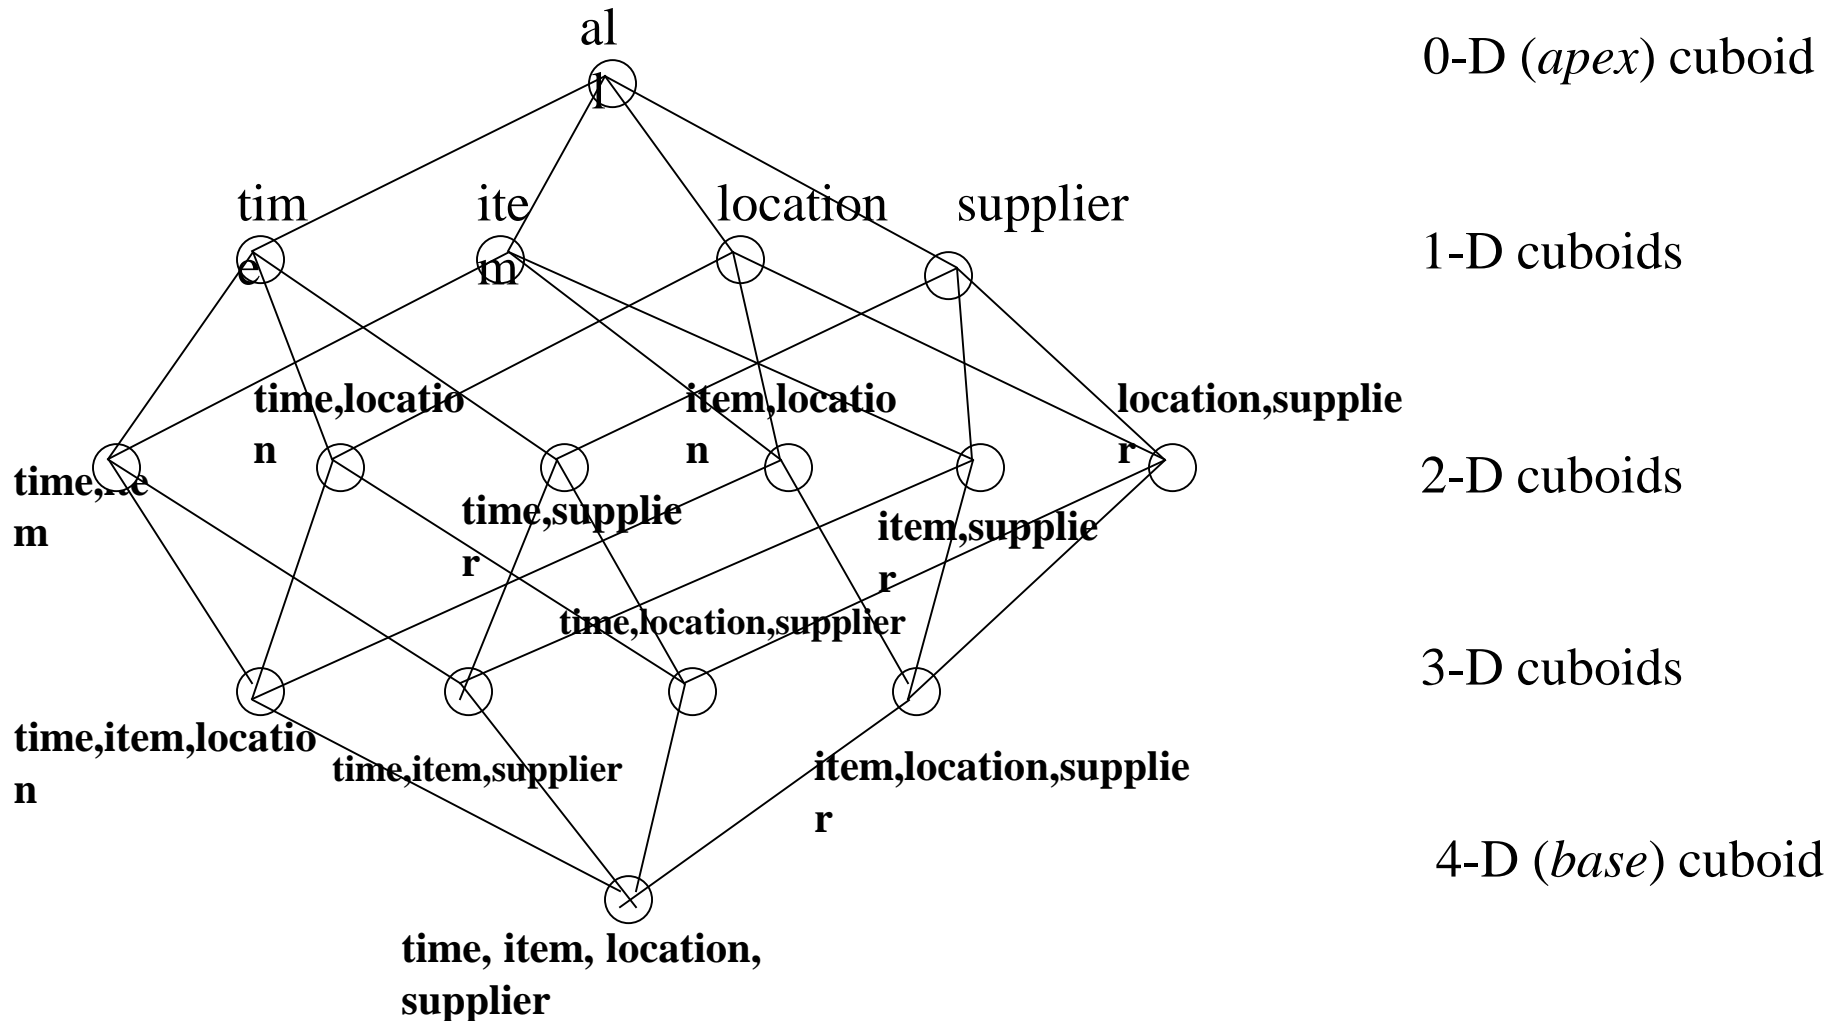 al
l
0-D (apex) cuboid
tim
e
ite
m
location
supplier
1-D cuboids
time,ite
m
time,locatio
n
time,supplie
r
item,locatio
n
item,supplie
r
location,supplie
r
2-D cuboids
time,location,supplier
3-D cuboids
time,item,locatio
n
time,item,supplier
item,location,supplie
r
4-D (base) cuboid
time, item, location,
supplier